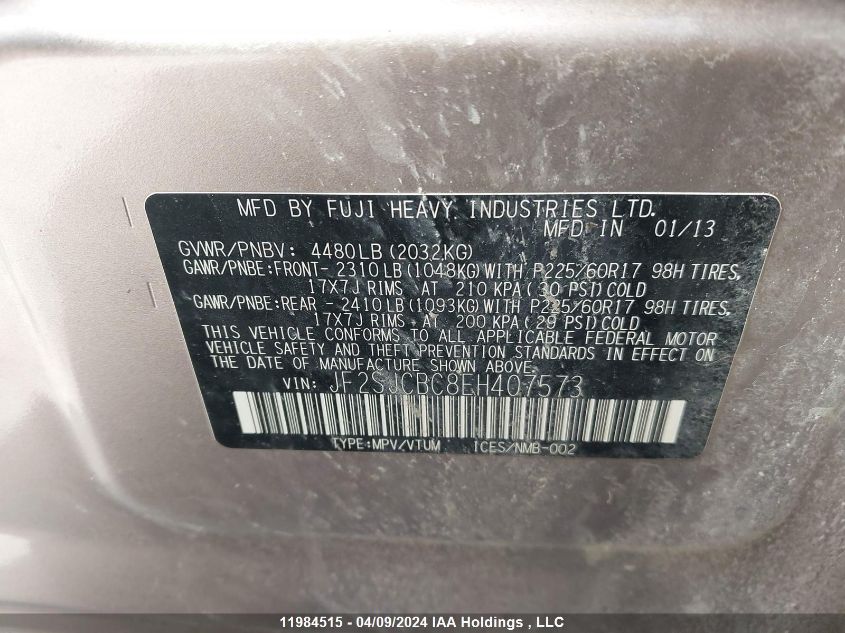 MFD BY FUJI HEAVY INDUSTRIES LTD.
MFD IN 01/13
GVWR/PNBV: 4480LB (2032KG)
GAWR/PNBE:FRONT- 2310LB(1048KG)WITH P225/60R17 98H TIRES,
17X7J RIMS, AT 210 KPA(30 PSI)COLD
GAWR/PNBE:REAR - 2410LB(1093KG)WITH P225/60R17 98H TIRES,
17X7J RIMS, AT 200 KPA(29 PSI)COLD
THIS VEHICLE CONFORMS TO ALL APPLICABLE FEDERAL MOTOR
VEHICLE SAFETY AND THEFT PREVENTION STANDARDS IN EFFECT ON
THE DATE OF MANUFACTURE SHOWN ABOVE.
VIN: JF2SJCBC8EH407573
TYPE:MPV/VTUM ICES/NMB-002
11984515 - 04/09/2024 IAA Holdings , LLC